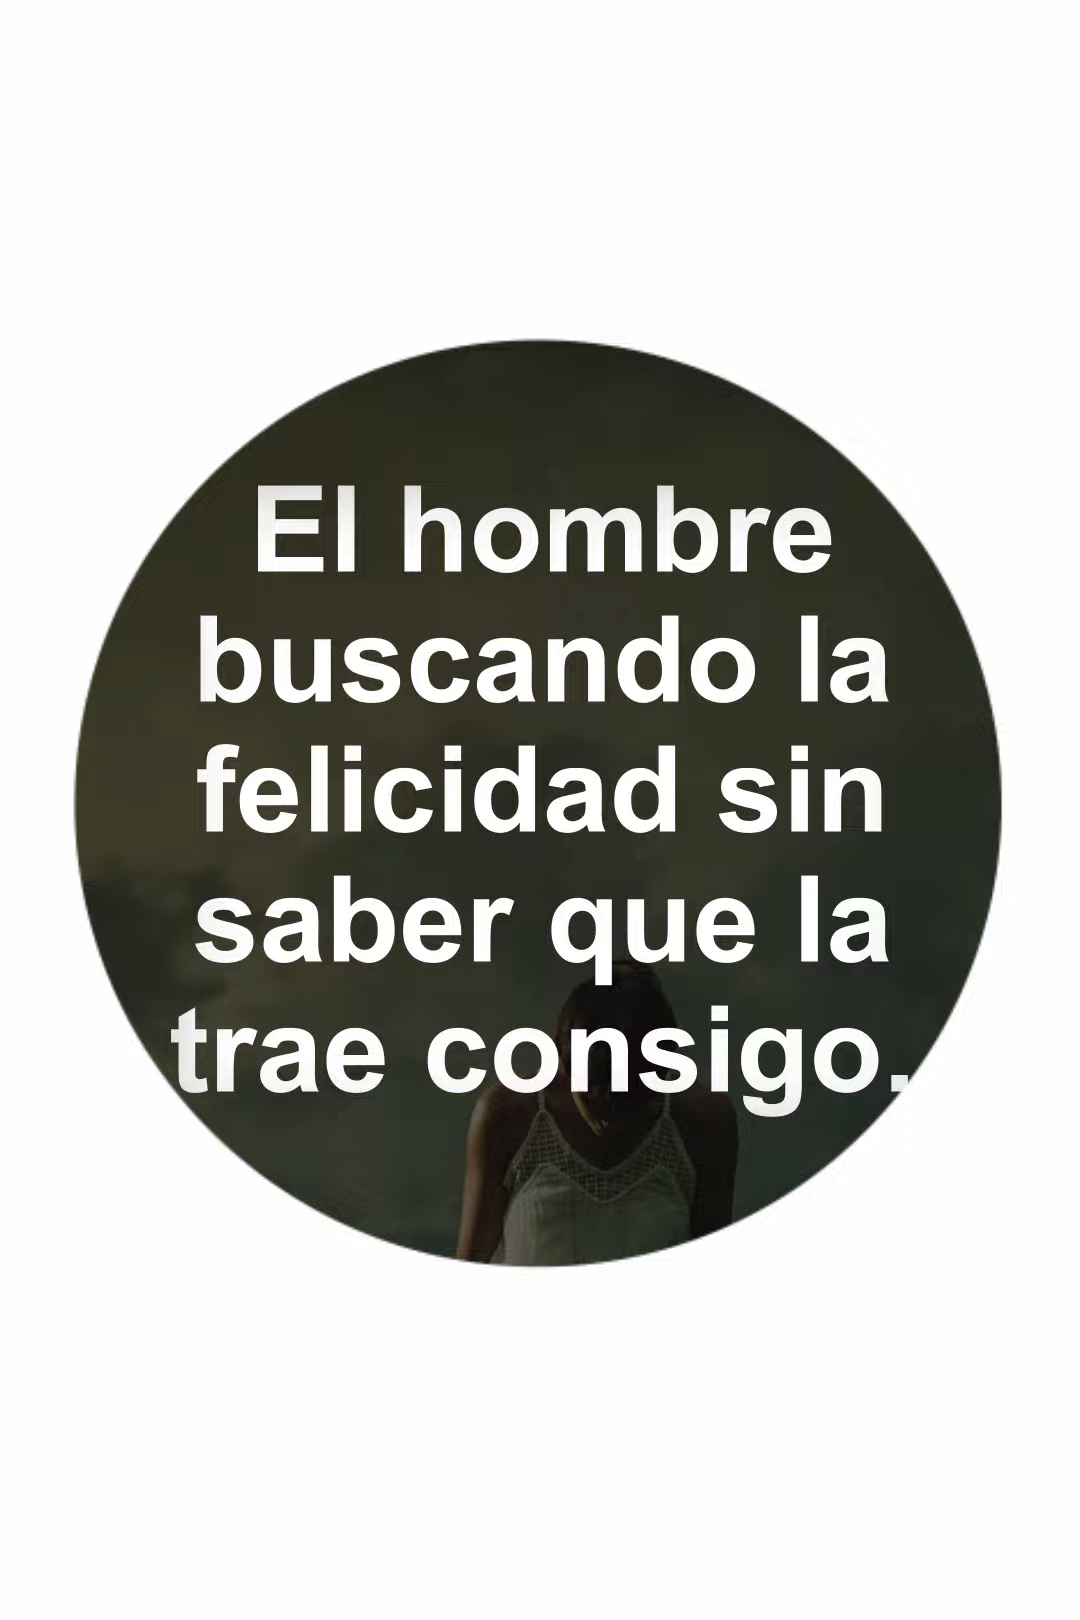 El hombre
buscando la
felicidad sin
saber que la
trae consigo.